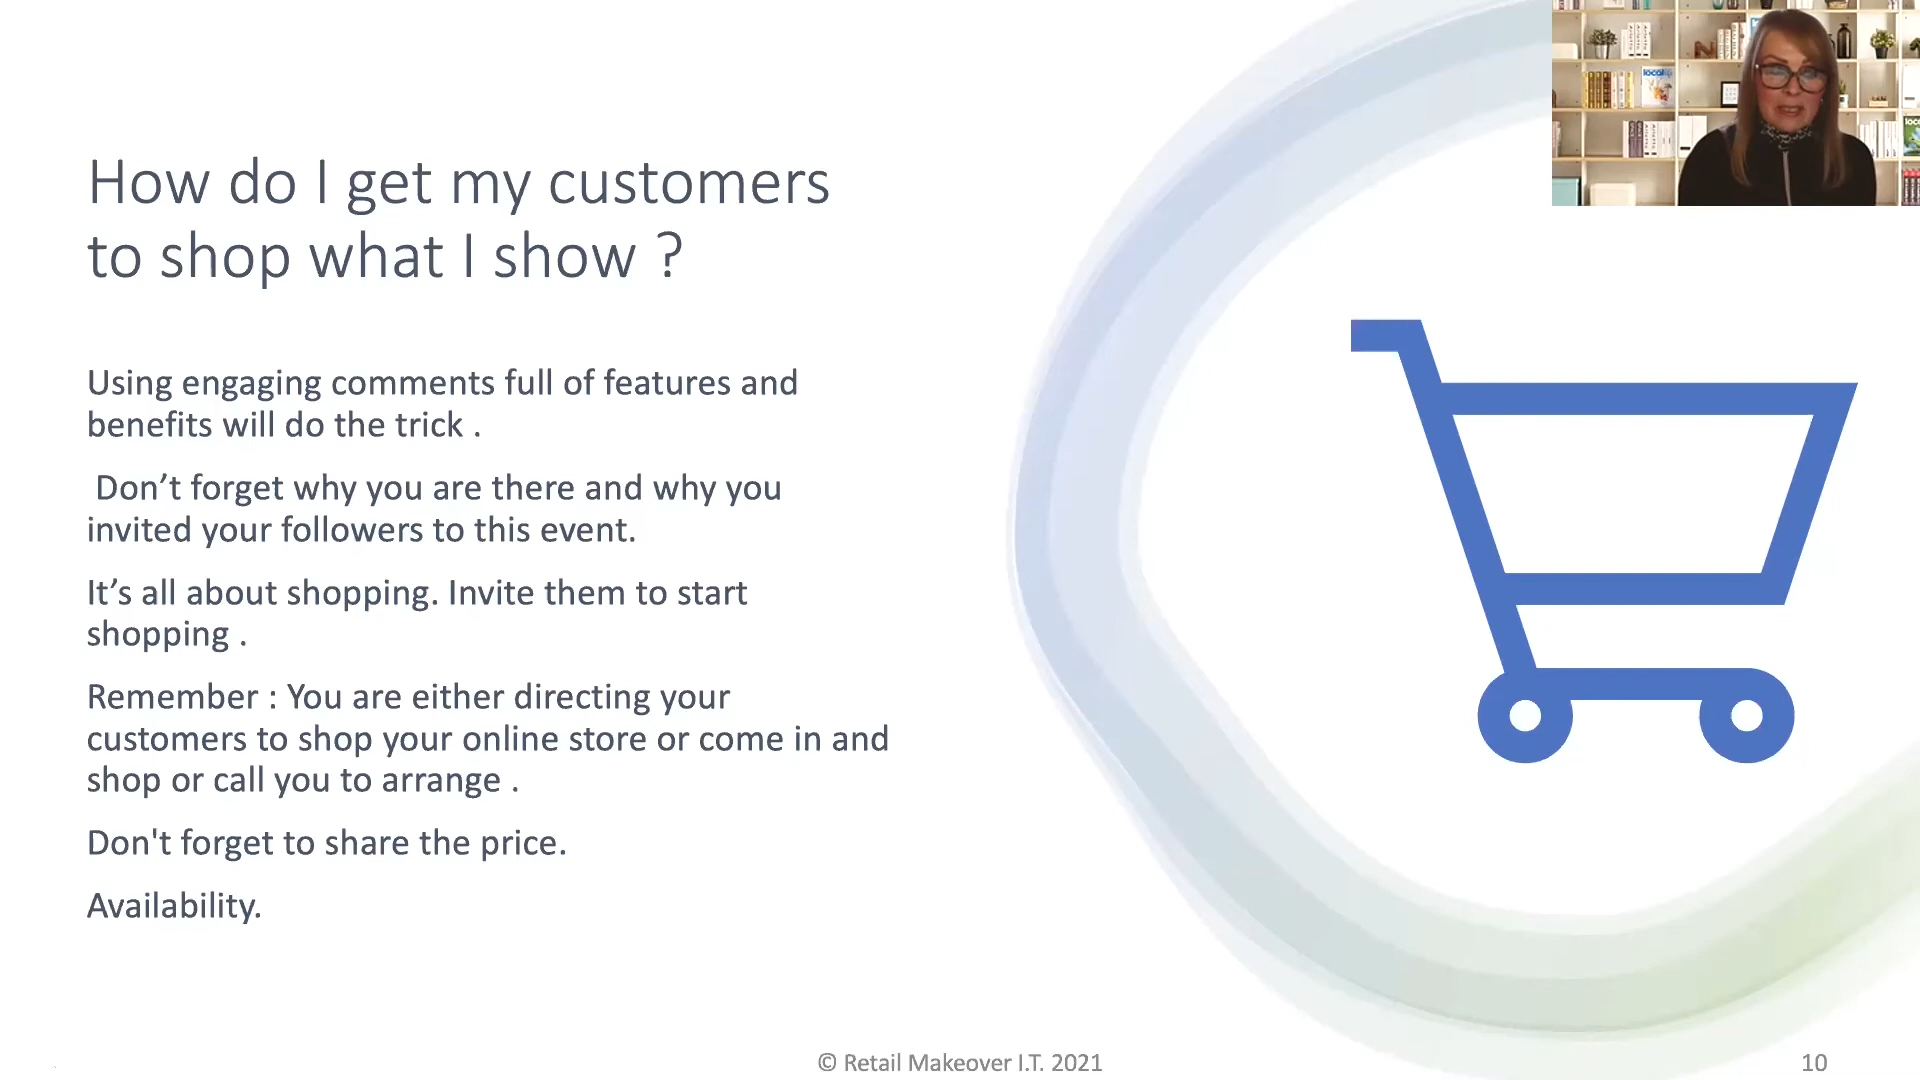 How do I get my customers
to shop what I show ?
Using engaging comments full of features and
benefits will do the trick .
Don’t forget why you are there and why you
invited your followers to this event.
It’s all about shopping. Invite them to start
shopping .
Remember : You are either directing your
customers to shop your online store or come in and
shop or call you to arrange .
Don't forget to share the price.
Availability.
© Retail Makeover I.T. 2021
10